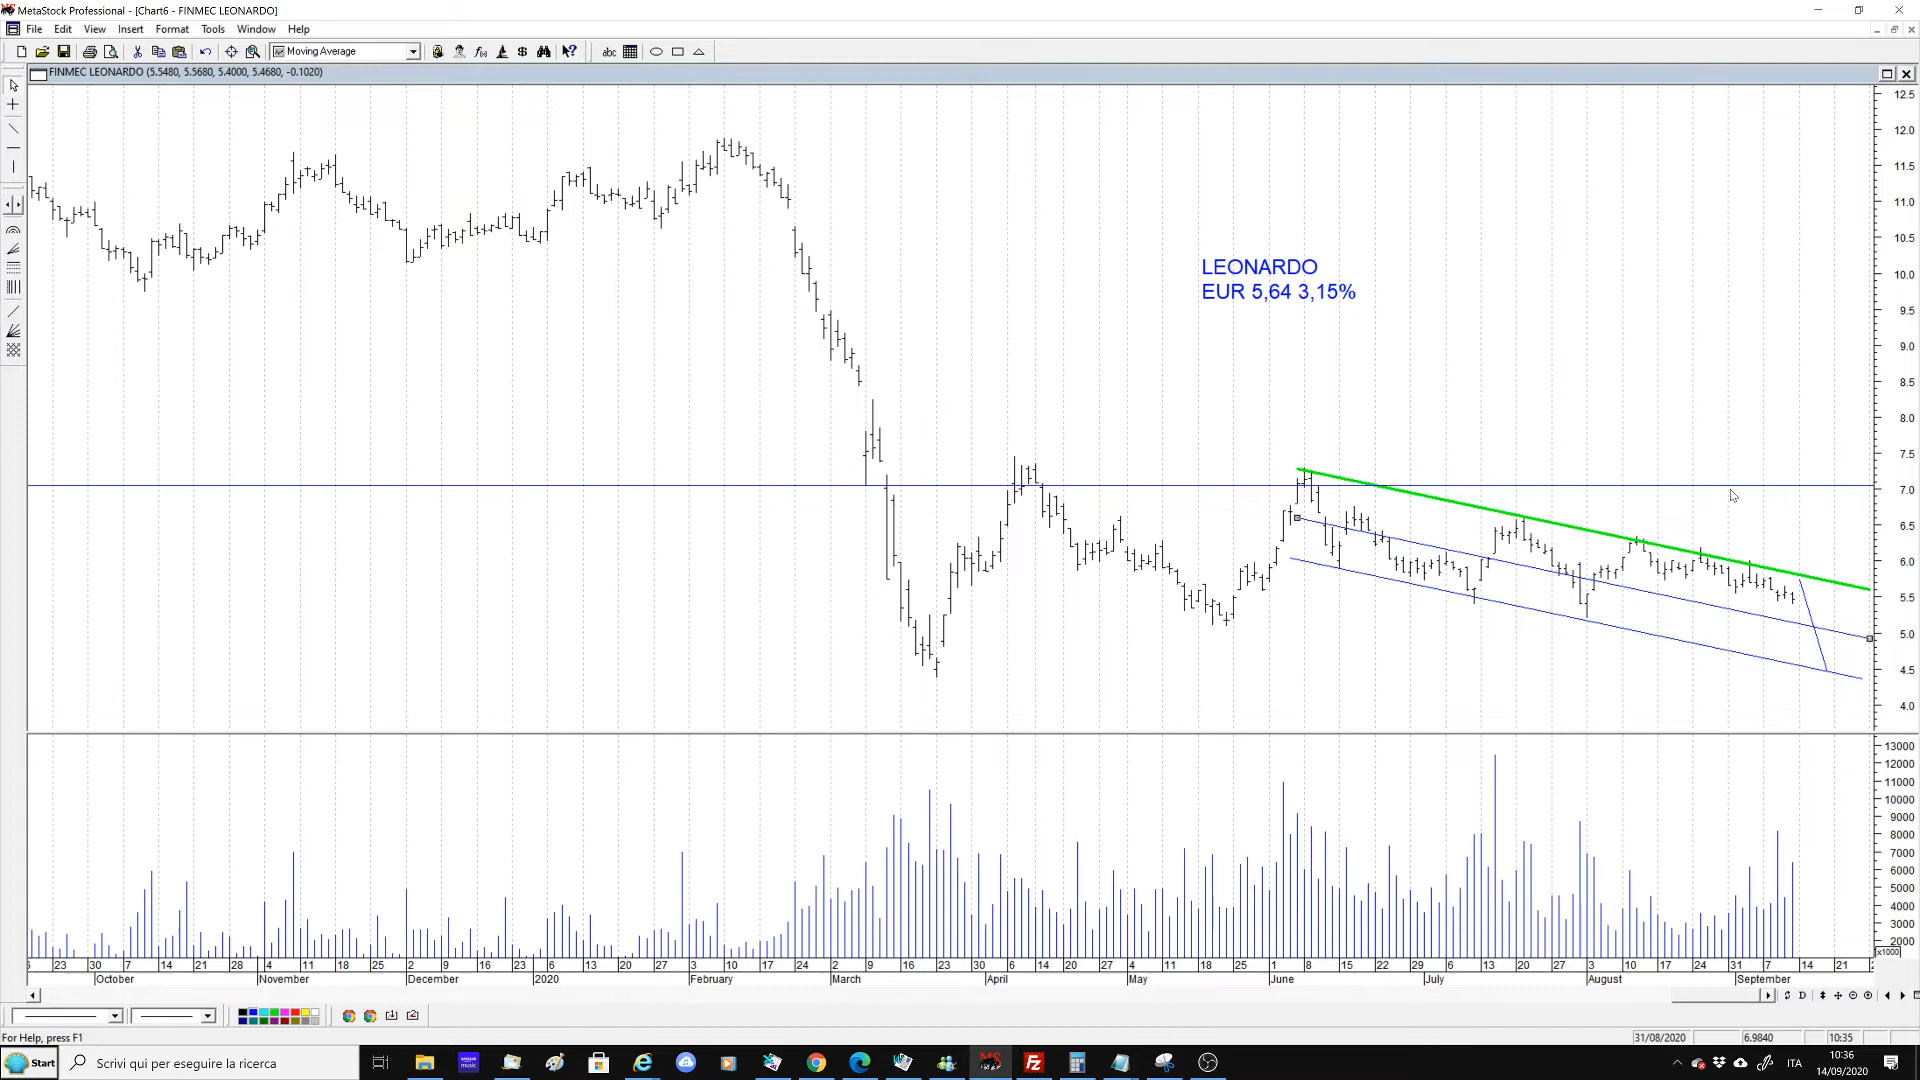 MetaStock Professional - [Chart6 - FINMEC LEONARDO]
File Edit View Insert Format Tools Window Help
Moving Average
abc
FINMEC LEONARDO (5.5480, 5.5680, 5.4000, 5.4680, -0.1020)
LEONARDO
EUR 5,64 3,15%
12.5
12.0
11.5
11.0
10.5
10.0
9.5
9.0
8.5
8.0
7.5
7.0
6.5
6.0
5.5
5.0
4.5
4.0
13000
12000
11000
10000
9000
8000
7000
6000
5000
4000
3000
2000
x1000
23 30 7 14 21 28 4 11 18 25 2 9 16 23 6 13 20 27 3 10 17 24 2 9 16 23 30 6 14 20 27 4 11 18 25 1 8 15 22 29 6 13 20 27 3 10 17 24 31 7 14 21
October November December 2020 February March April May June July August September
D
For Help, press F1
31/08/2020 6.9840 10:35
Start
Scrivi qui per eseguire la ricerca
amazon music
ITA
10:36
14/09/2020